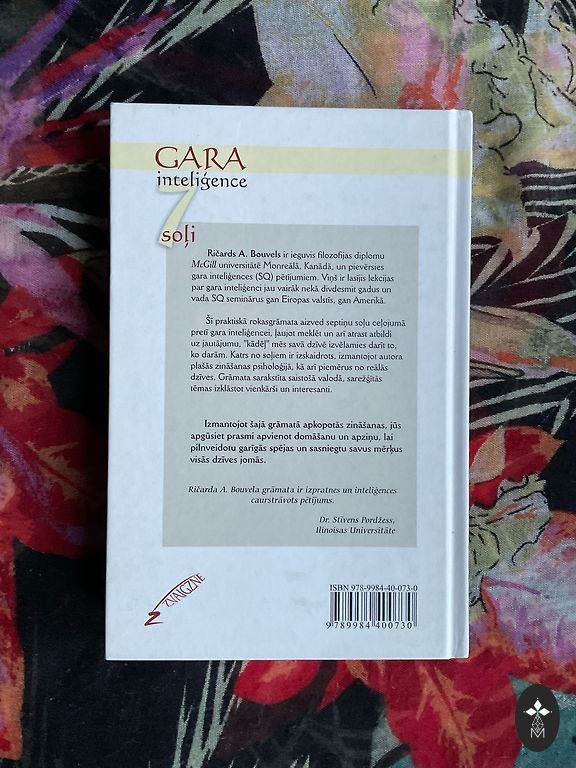 GARA
inteliģence
7
soļi
Ričards A. Bouvels ir ieguvis filozofijas diplomu
McGill universitātē Monreālā, Kanādā, un pievērsies
gara inteliģences (SQ) pētījumiem. Viņš ir lasījis lekcijas
par gara inteliģenci jau vairāk nekā divdesmit gadus un
vada SQ seminārus gan Eiropas valstīs, gan Amerikā.
Šī praktiskā rokasgrāmata aizved septiņu soļu ceļojumā
pretī gara inteliģencei, ļaujot meklēt un arī atrast atbildi
uz jautājumu, "kādēļ" mēs savā dzīvē izvēlamies darīt to,
ko darām. Katrs no soļiem ir izskaidrots, izmantojot autora
plašās zināšanas psiholoģijā, kā arī piemērus no reālās
dzīves. Grāmata sarakstīta saistošā valodā, sarežģītās
tēmas izklāstot vienkārši un interesanti.
Izmantojot šajā grāmatā apkopotās zināšanas, jūs
apgūsiet prasmi apvienot domāšanu un apziņu, lai
pilnveidotu garīgās spējas un sasniegtu savus mērķus
visās dzīves jomās.
Ričarda A. Bouvela grāmata ir izpratnes un inteliģences
caurstrāvots pētījums.
Dr. Stīvens Pordžess,
Ilinoisas Universitāte
ZVAIGZNE
ISBN 978-9984-40-073-0
9 789984 400730
M